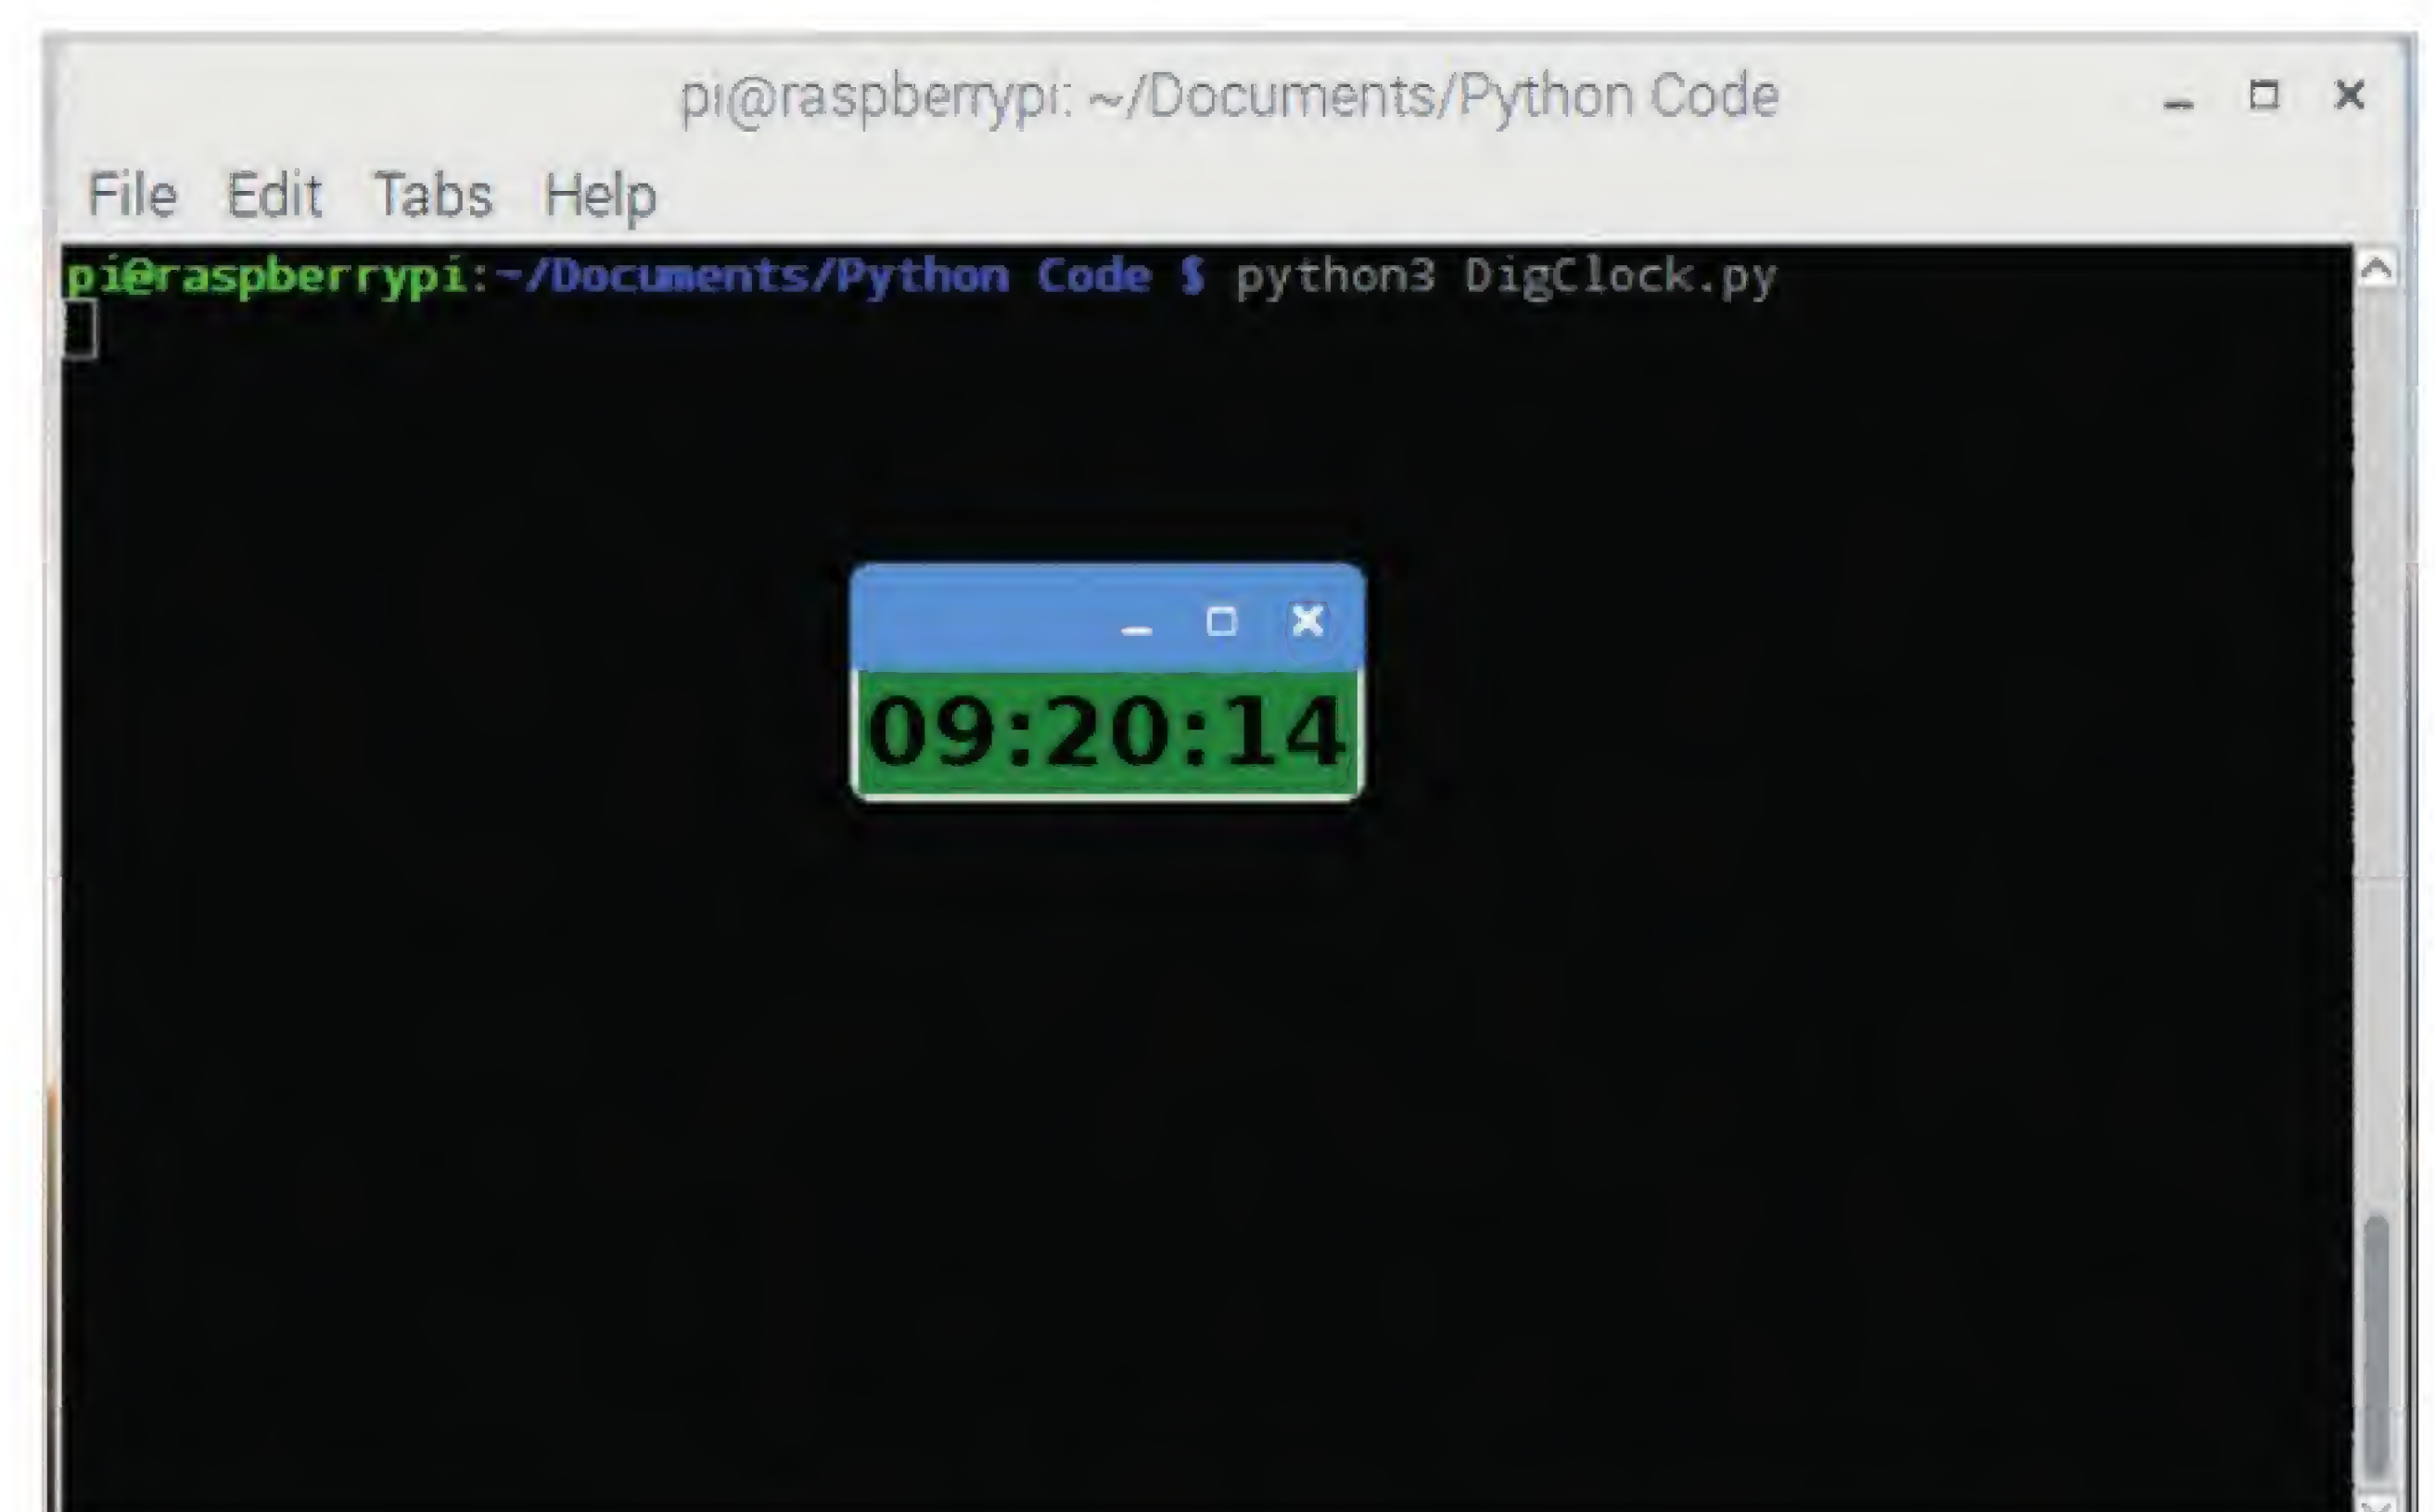 pi@raspberrypi: ~/Documents/Python Code
File Edit Tabs Help
pi@raspberrypi:~/Documents/Python Code $ python3 DigClock.py
09:20:14